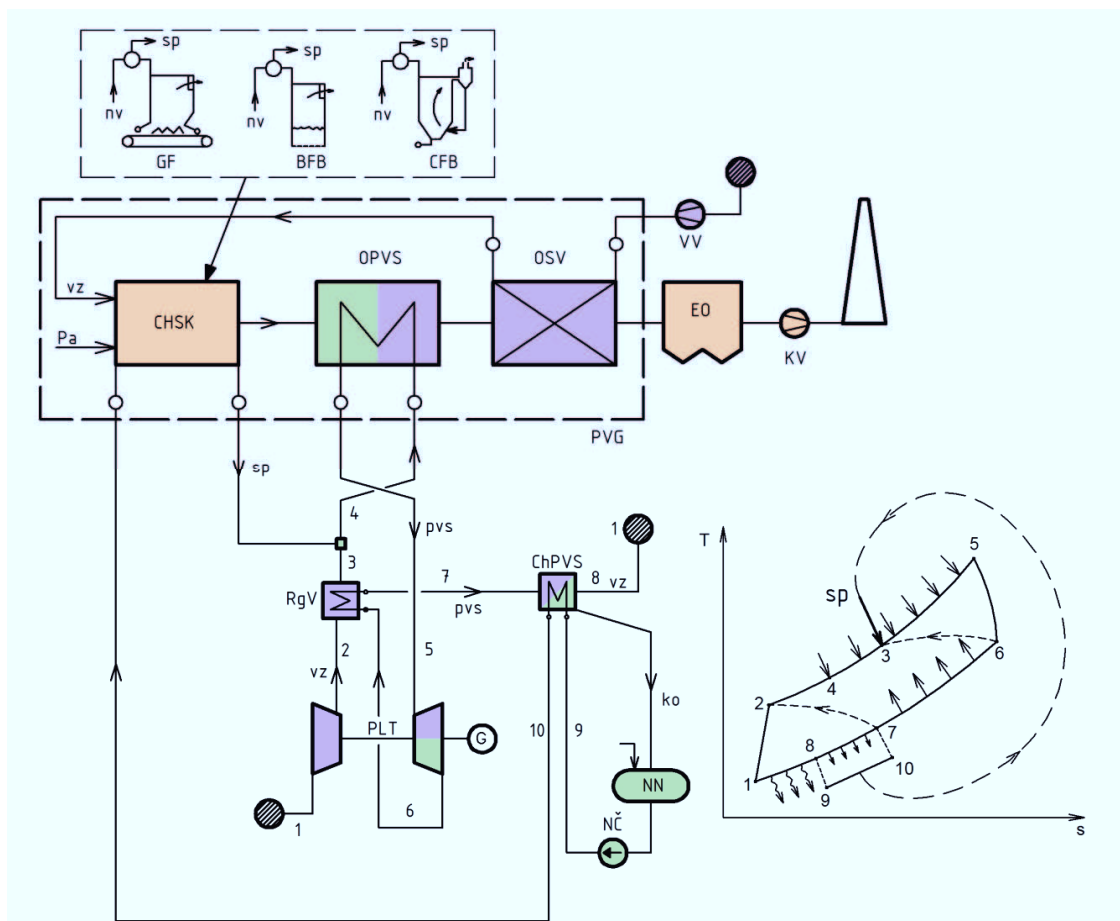 sp
sp
sp
nv
nv
nv
GF
BFB
CFB
VV
OPVS
OSV
vz
CHSK
EO
Pa
KV
PVG
sp
4
pvs
1
3
ChPVS
7
8
vz
RgV
pvs
2
5
vz
ko
PLT
10
9
G
NN
6
1
NČ
T
5
sp
3
6
4
2
7
8
10
1
9
s